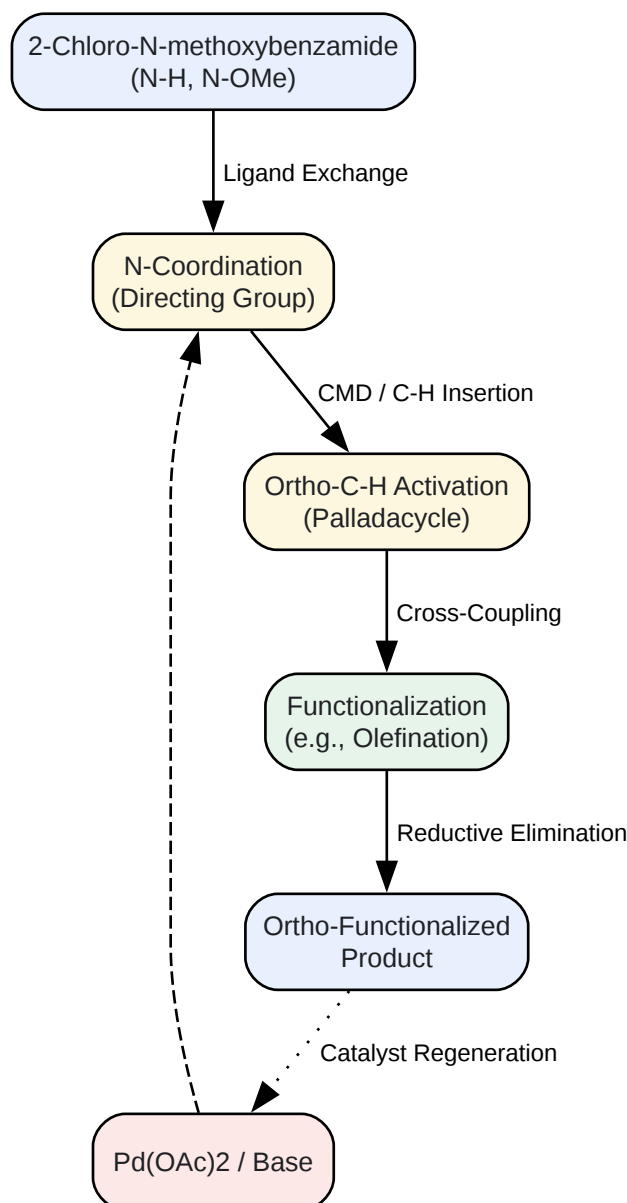 2-Chloro-N-methoxybenzamide
(N-H, N-OMe)
Ligand Exchange
N-Coordination
(Directing Group)
CMD / C-H Insertion
Ortho-C-H Activation
(Palladacycle)
Cross-Coupling
Functionalization
(e.g., Olefination)
Reductive Elimination
Ortho-Functionalized
Product
Catalyst Regeneration
Pd(OAc)2 / Base